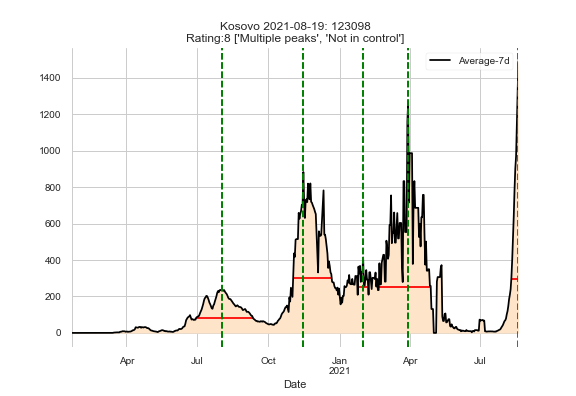 Kosovo 2021-08-19: 123098
Rating:8 ['Multiple peaks', 'Not in control']
Average-7d
1400
1200
1000
800
600
400
200
0
Apr
Jul
Oct
Jan
2021
Apr
Jul
Date